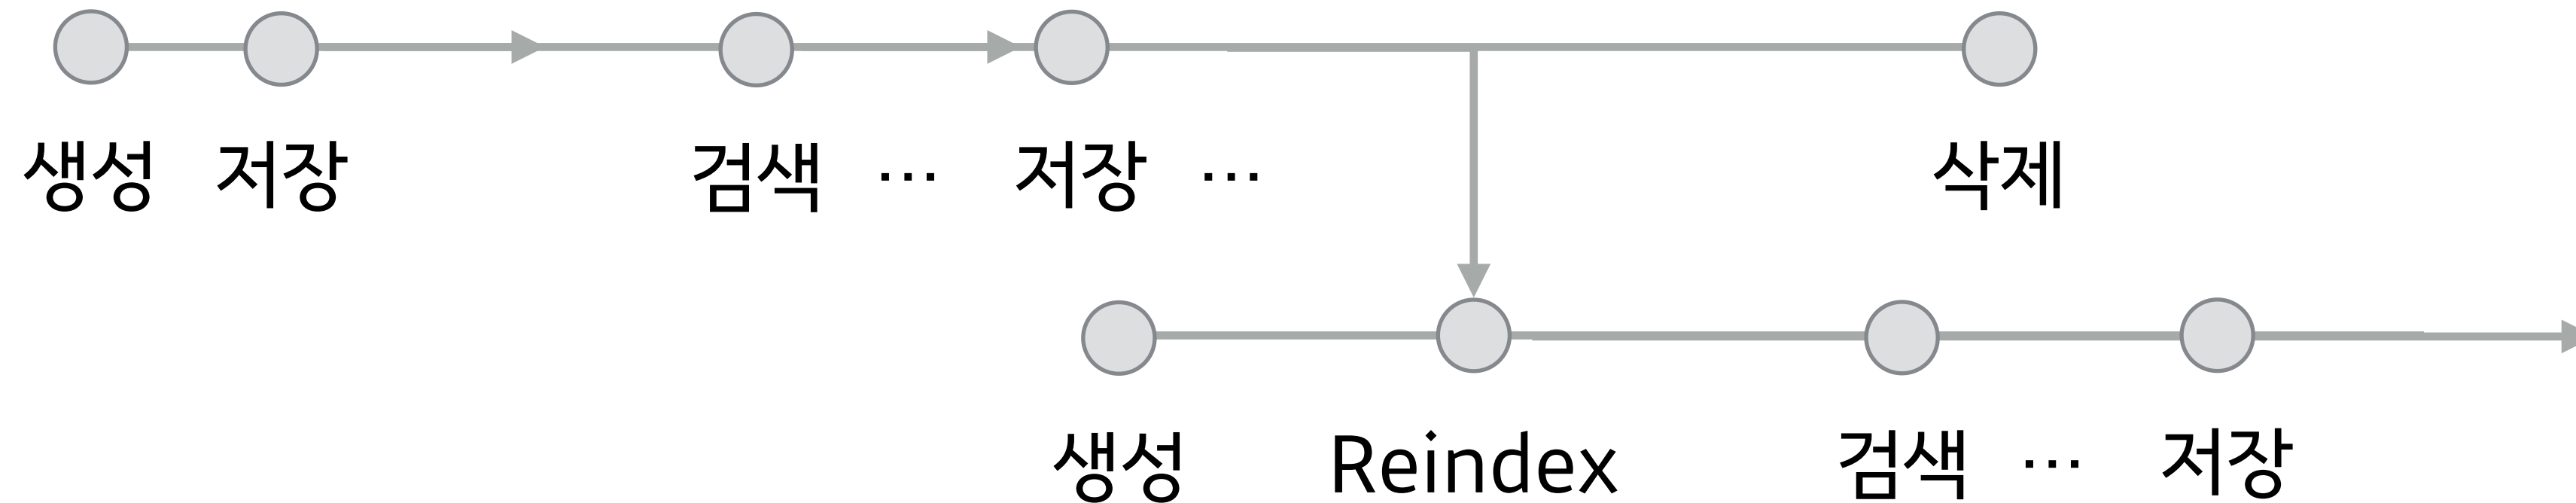 생성 저장 검색 ... 저장 ... 삭제
생성 Reindex 검색 ... 저장